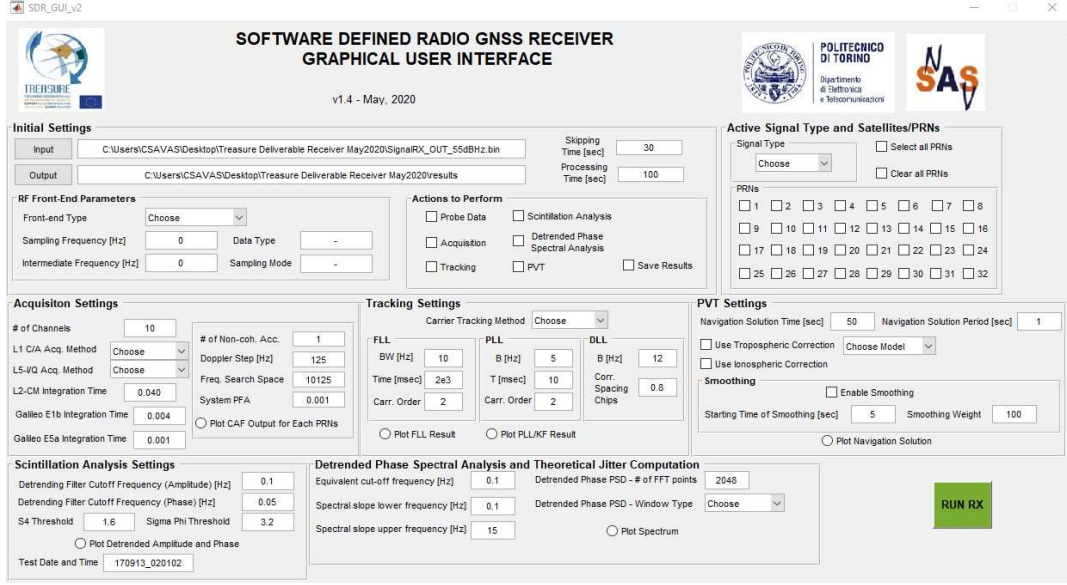 SDR_GUI_v2
SOFTWARE DEFINED RADIO GNSS RECEIVER
GRAPHICAL USER INTERFACE
v1.4 - May, 2020
TREASURE
POLITECNICO
DI TORINO
Dipartimento
di Elettronica
e Telecomunicazioni
NAVSAS
Initial Settings
Input C:\Users\CSAVAS\Desktop\Treasure Deliverable Receiver May2020\SignalRX_OUT_55dBHz.bin
Skipping
Time [sec] 30
Output C:\Users\CSAVAS\Desktop\Treasure Deliverable Receiver May2020\results
Processing
Time [sec] 100
RF Front-End Parameters
Front-end Type Choose
Sampling Frequency [Hz] 0 Data Type -
Intermediate Frequency [Hz] 0 Sampling Mode -
Actions to Perform
Probe Data Scintillation Analysis
Acquisition Detrended Phase
Spectral Analysis
Tracking PVT Save Results
Active Signal Type and Satellites/PRNs
Signal Type
Choose
Select all PRNs
Clear all PRNs
PRNs
1 2 3 4 5 6 7 8
9 10 11 12 13 14 15 16
17 18 19 20 21 22 23 24
25 26 27 28 29 30 31 32
Acquisiton Settings
# of Channels 10
L1 C/A Acq. Method Choose
L5-I/Q Acq. Method Choose
L2-CM Integration Time 0.040
Galileo E1b Integration Time 0.004
Galileo E5a Integration Time 0.001
# of Non-coh. Acc. 1
Doppler Step [Hz] 125
Freq. Search Space 10125
System PFA 0.001
Plot CAF Output for Each PRNs
Tracking Settings
Carrier Tracking Method Choose
FLL
BW [Hz] 10
Time [msec] 2e3
Carr. Order 2
PLL
B [Hz] 5
T [msec] 10
Carr. Order 2
DLL
B [Hz] 12
Corr.
Spacing 0.8
Chips
Plot FLL Result Plot PLL/KF Result
PVT Settings
Navigation Solution Time [sec] 50 Navigation Solution Period [sec] 1
Use Tropospheric Correction Choose Model
Use Ionospheric Correction
Smoothing
Enable Smoothing
Starting Time of Smoothing [sec] 5 Smoothing Weight 100
Plot Navigation Solution
Scintillation Analysis Settings
Detrending Filter Cutoff Frequency (Amplitude) [Hz] 0.1
Detrending Filter Cutoff Frequency (Phase) [Hz] 0.05
S4 Threshold 1.6 Sigma Phi Threshold 3.2
Plot Detrended Amplitude and Phase
Test Date and Time 170913_020102
Detrended Phase Spectral Analysis and Theoretical Jitter Computation
Equivalent cut-off frequency [Hz] 0.1 Detrended Phase PSD - # of FFT points 2048
Spectral slope lower frequency [Hz] 0.1 Detrended Phase PSD - Window Type Choose
Spectral slope upper frequency [Hz] 15 Plot Spectrum
RUN RX